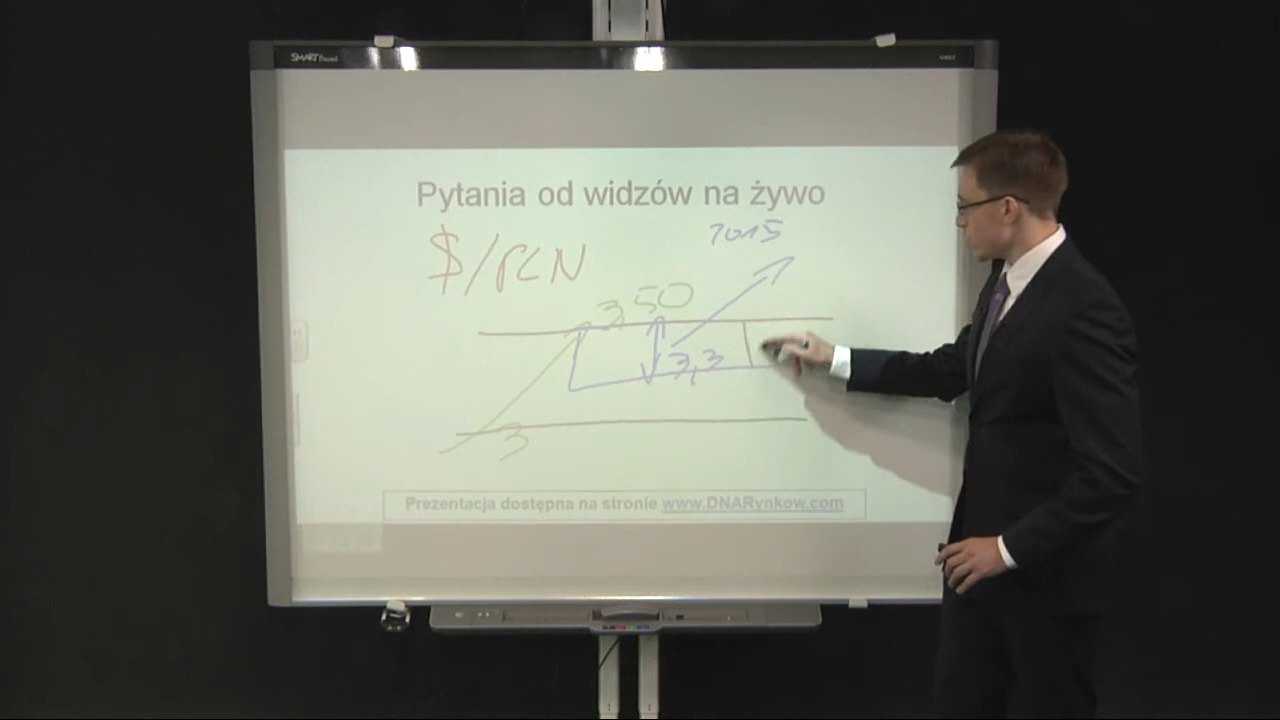 SMART Board
Pytania od widzów na żywo
2015
$/PLN
3,50
3,3
3
Prezentacja dostępna na stronie www.DNARynkow.com